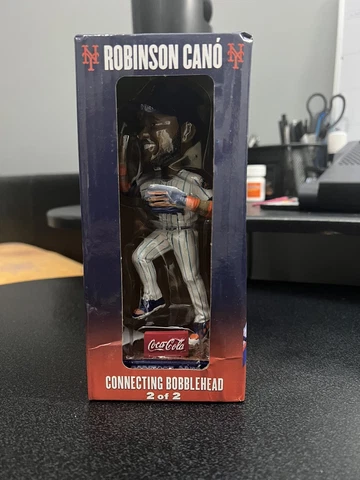 NY ROBINSON CANÓ NY
Coca-Cola
CONNECTING BOBBLEHEAD
2 of 2